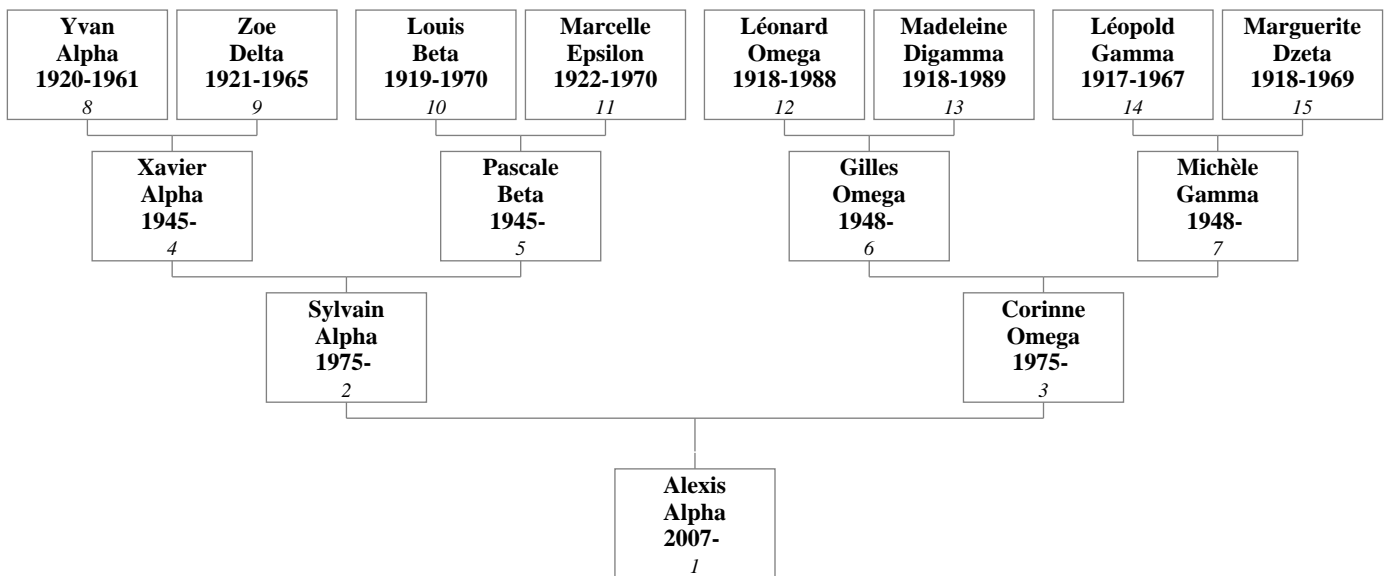 Yvan
Alpha
1920-1961
8
Zoe
Delta
1921-1965
9
Louis
Beta
1919-1970
10
Marcelle
Epsilon
1922-1970
11
Léonard
Omega
1918-1988
12
Madeleine
Digamma
1918-1989
13
Léopold
Gamma
1917-1967
14
Marguerite
Dzeta
1918-1969
15
Xavier
Alpha
1945-
4
Pascale
Beta
1945-
5
Gilles
Omega
1948-
6
Michèle
Gamma
1948-
7
Sylvain
Alpha
1975-
2
Corinne
Omega
1975-
3
Alexis
Alpha
2007-
1